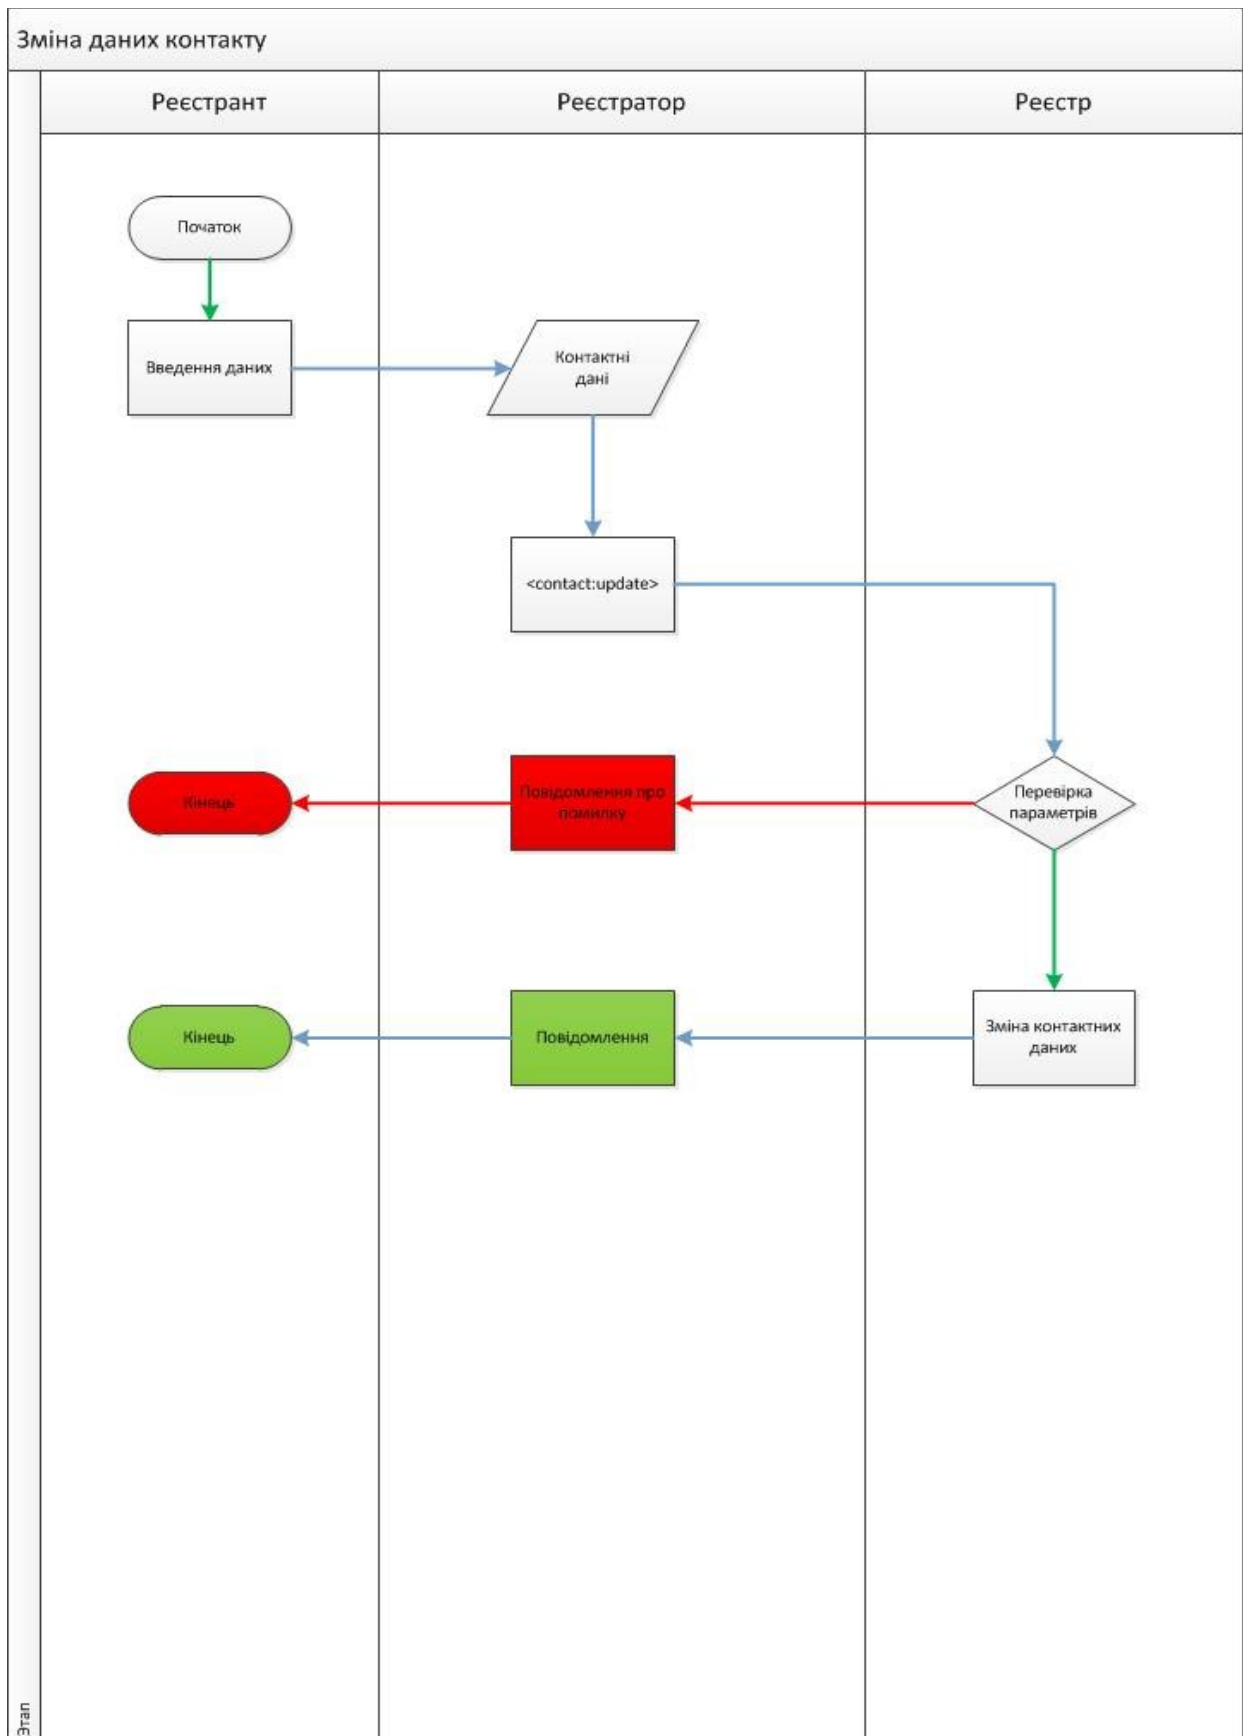 Зміна даних контакту
Реєстрант
Реєстратор
Реєстр
Початок
Введення даних
Контактні
дані
<contact:update>
Кінець
Повідомлення про
помилку
Перевірка
параметрів
Кінець
Повідомлення
Зміна контактних
даних
Этап